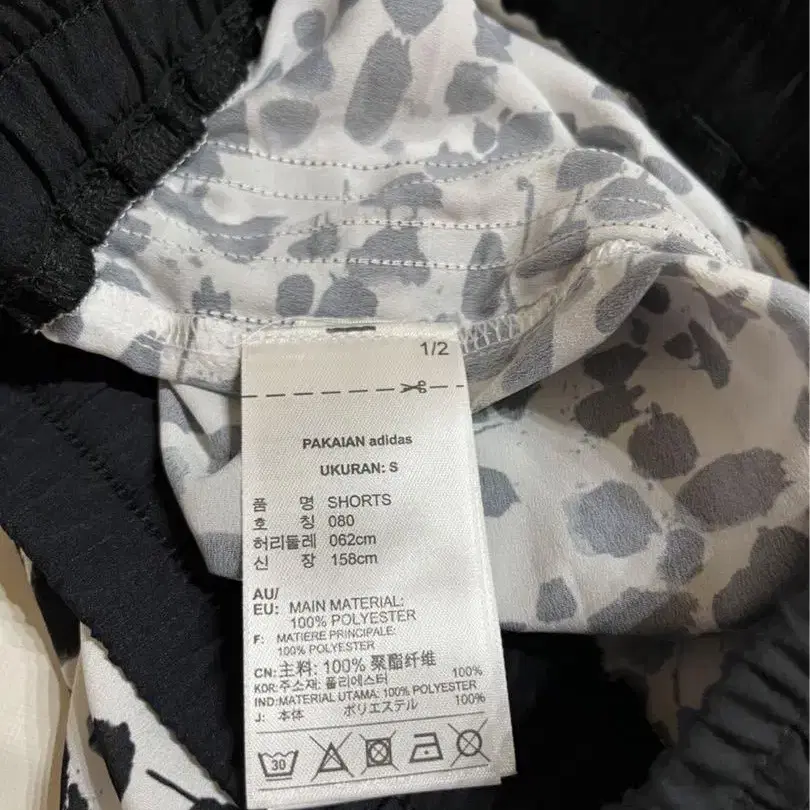 1/2
PAKAIAN adidas
UKURAN: S
품 명 SHORTS
호 칭 080
허리둘레 062cm
신 장 158cm
AU/
EU: MAIN MATERIAL:
100% POLYESTER
F: MATIÈRE PRINCIPALE:
100% POLYESTER
CN: 主料: 100% 聚酯纤维
KOR: 주소재: 폴리에스터 100%
IND: MATERIAL UTAMA: 100% POLYESTER
J: 本体 ポリエステル 100%
30